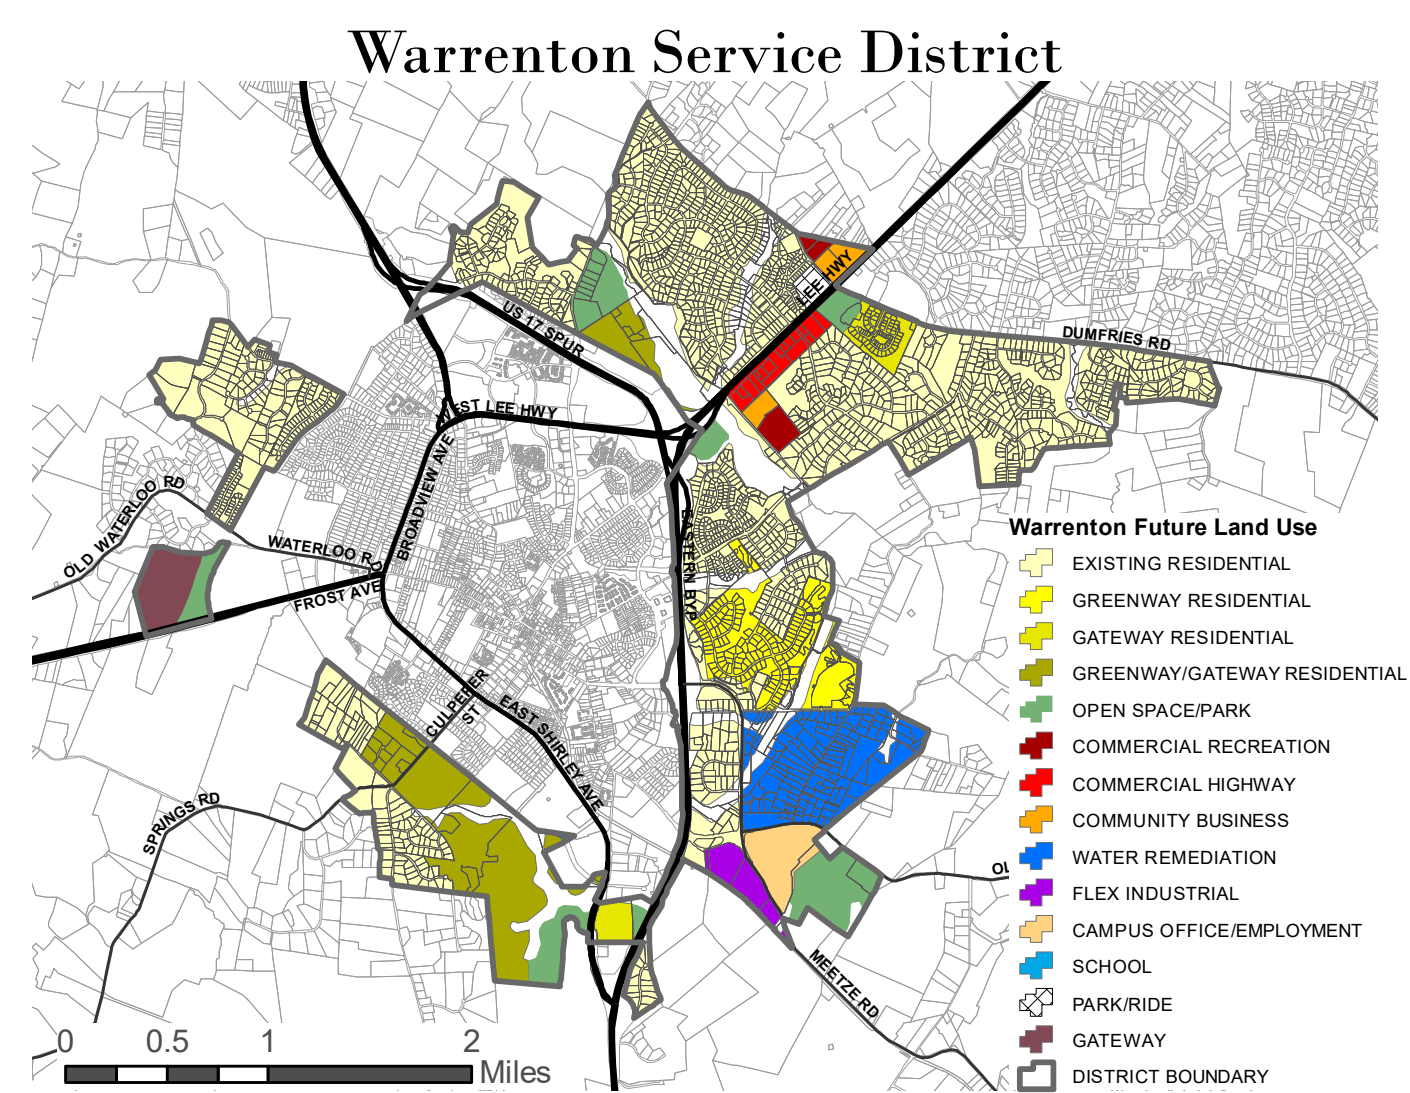 Warrenton Service District
LEE HWY
US 17 SPUR
DUMFRIES RD
WEST LEE HWY
BROADVIEW AVE
OLD WATERLOO RD
WATERLOO RD
FROST AVE
EASTERN BYP
CULPEPER
ST
EAST SHIRLEY AVE
SPRINGS RD
MEETZE RD
OL
Warrenton Future Land Use
EXISTING RESIDENTIAL
GREENWAY RESIDENTIAL
GATEWAY RESIDENTIAL
GREENWAY/GATEWAY RESIDENTIAL
OPEN SPACE/PARK
COMMERCIAL RECREATION
COMMERCIAL HIGHWAY
COMMUNITY BUSINESS
WATER REMEDIATION
FLEX INDUSTRIAL
CAMPUS OFFICE/EMPLOYMENT
SCHOOL
PARK/RIDE
GATEWAY
DISTRICT BOUNDARY
0 0.5 1 2
Miles